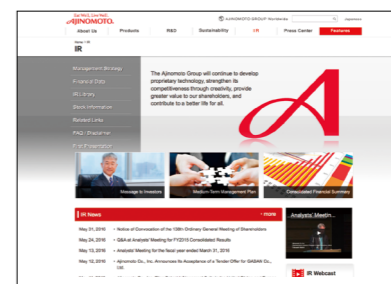 Eat Well, Live Well.
AJINOMOTO.
AJINOMOTO GROUP Worldwide
About Us Products R&D Sustainability IR Press Center Features
Home > IR
IR
Management Strategy
Financial Data
IR Library
Stock Information
Related Links
FAQ / Disclaimer
The Ajinomoto Group will continue to develop
proprietary technology, strengthen its
competitiveness through creativity, provide
greater value to our shareholders, and
contribute to a better life for all.
Message to Investors Medium-Term Management Plan Consolidated Financial Summary
IR News more
Analysts' Meetin...
May 31, 2016 Notice of Convocation of the 138th Ordinary General Meeting of Shareholders
May 24, 2016 Q&A at Analysts' Meeting for FY2015 Consolidated Results
May 13, 2016 Analysts' Meeting for the fiscal year ended March 31, 2016
May 12, 2016 Ajinomoto Co., Inc. Announces its Acceptance of a Tender Offer for GABAN Co.,
Ltd
IR Webcast